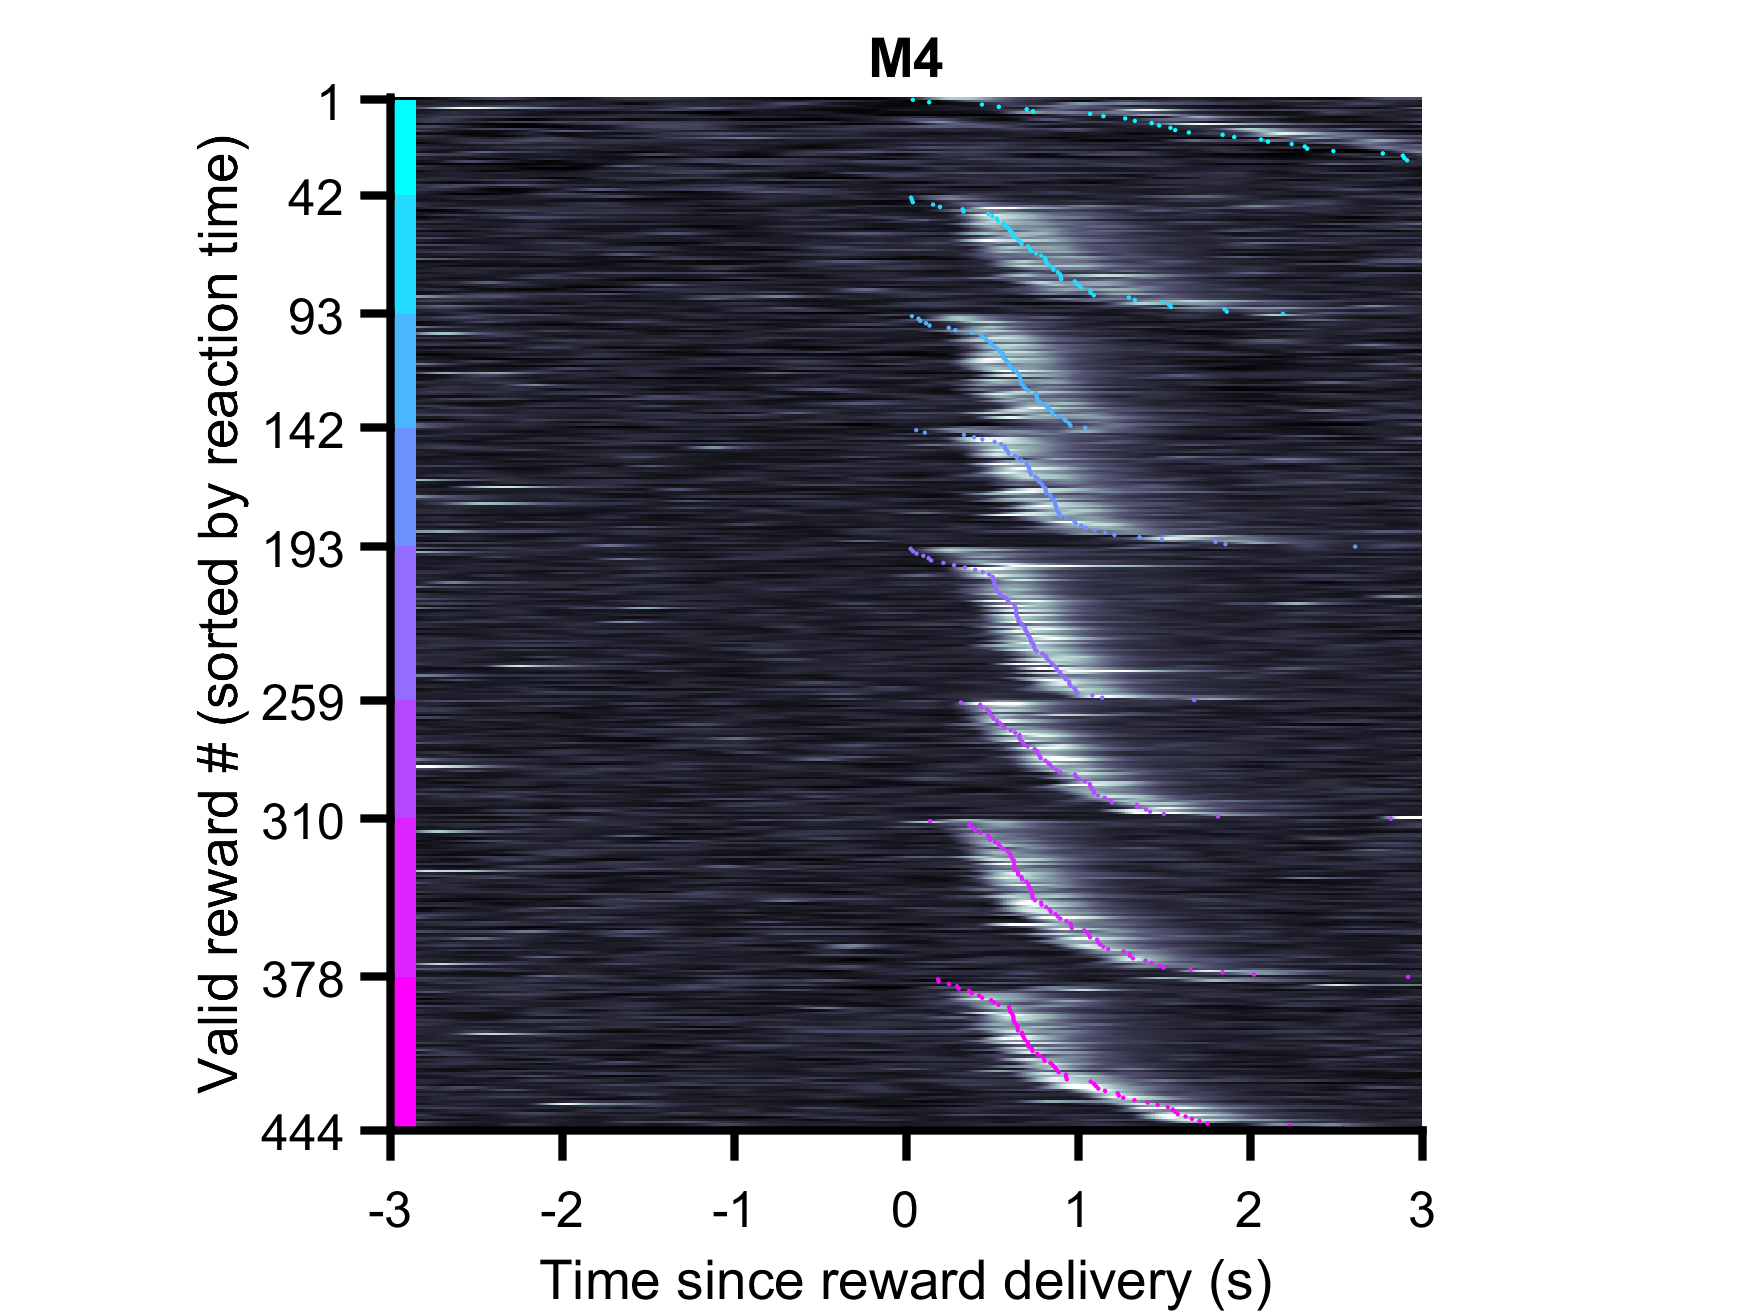 M4
Valid reward # (sorted by reaction time)
1
42
93
142
193
259
310
378
444
-3 -2 -1 0 1 2 3
Time since reward delivery (s)